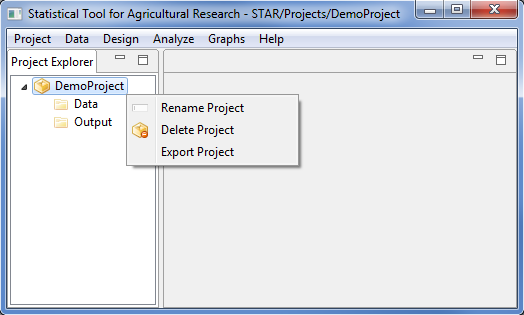 Statistical Tool for Agricultural Research - STAR/Projects/DemoProject
Project Data Design Analyze Graphs Help
Project Explorer
DemoProject
Data
Output
Rename Project
Delete Project
Export Project